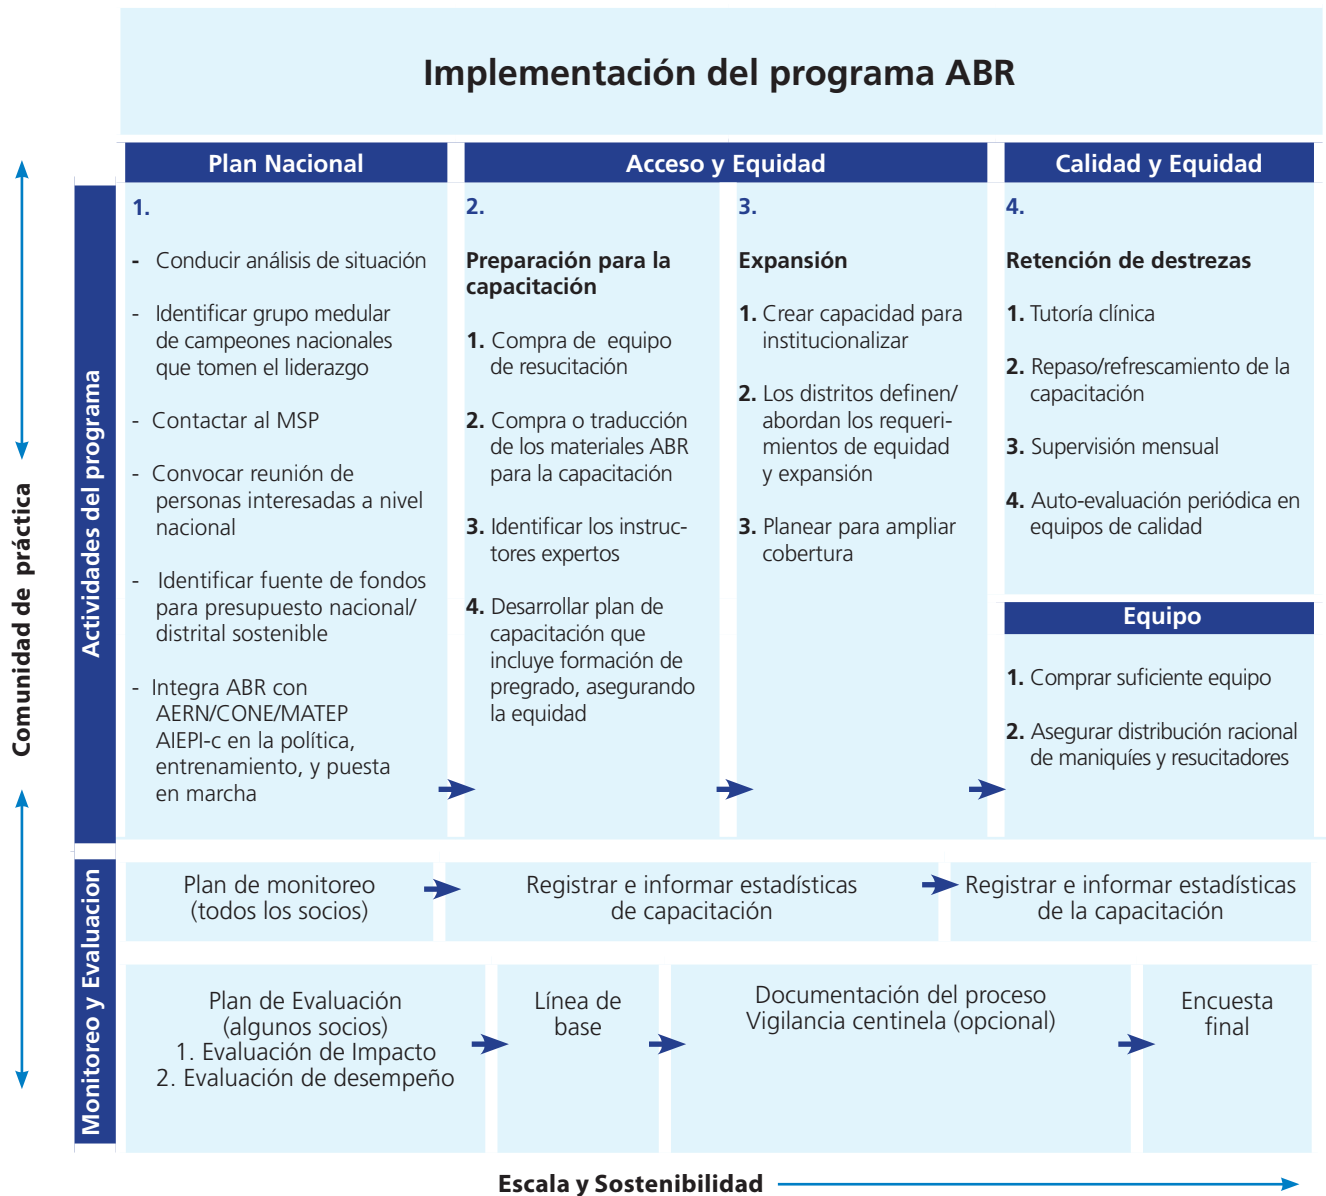 Implementación del programa ABR
Plan Nacional
Acceso y Equidad
Calidad y Equidad
Comunidad de práctica
Actividades del programa
1.
- Conducir análisis de situación
- Identificar grupo medular
de campeones nacionales
que tomen el liderazgo
- Contactar al MSP
- Convocar reunión de
personas interesadas a nivel
nacional
- Identificar fuente de fondos
para presupuesto nacional/
distrital sostenible
- Integra ABR con
AERN/CONE/MATEP
AIEPI-c en la política,
entrenamiento, y puesta
en marcha
2.
Preparación para la
capacitación
1. Compra de equipo
de resucitación
2. Compra o traducción
de los materiales ABR
para la capacitación
3. Identificar los instruc-
tores expertos
4. Desarrollar plan de
capacitación que
incluye formación de
pregrado, asegurando
la equidad
3.
Expansión
1. Crear capacidad para
institucionalizar
2. Los distritos definen/
abordan los requeri-
mientos de equidad
y expansión
3. Planear para ampliar
cobertura
4.
Retención de destrezas
1. Tutoría clínica
2. Repaso/refrescamiento de la
capacitación
3. Supervisión mensual
4. Auto-evaluación periódica en
equipos de calidad
Equipo
1. Comprar suficiente equipo
2. Asegurar distribución racional
de maniquíes y resucitadores
Monitoreo y Evaluacion
Plan de monitoreo
(todos los socios)
Registrar e informar estadísticas
de capacitación
Registrar e informar estadísticas
de la capacitación
Plan de Evaluación
(algunos socios)
1. Evaluación de Impacto
2. Evaluación de desempeño
Línea de
base
Documentación del proceso
Vigilancia centinela (opcional)
Encuesta
final
Escala y Sostenibilidad